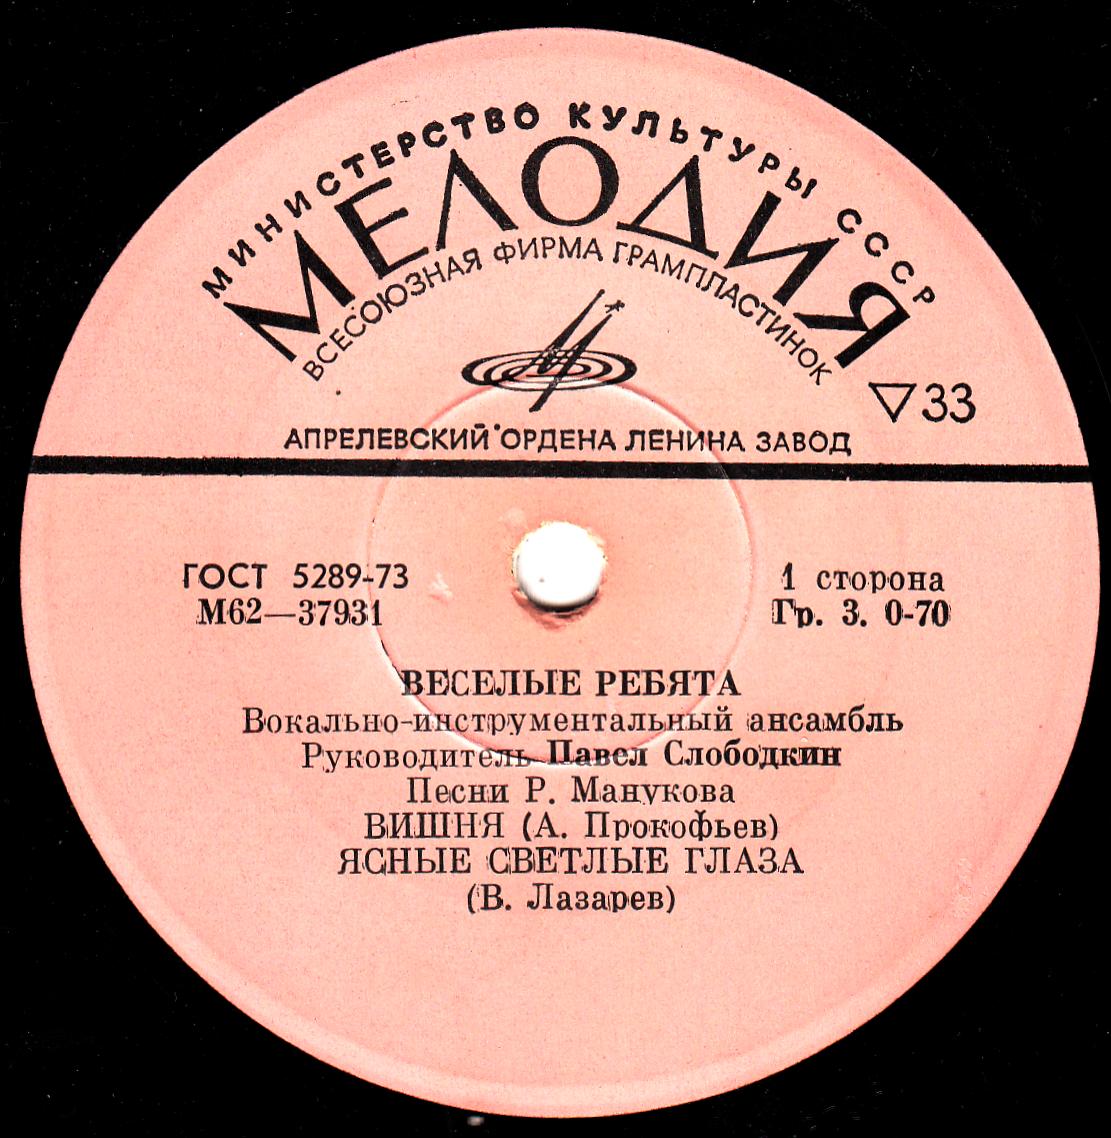 МИНИСТЕРСТВО КУЛЬТУРЫ СССР
МЕЛОДИЯ
ВСЕСОЮЗНАЯ ФИРМА ГРАМПЛАСТИНОК
▽33
АПРЕЛЕВСКИЙ ОРДЕНА ЛЕНИНА ЗАВОД
ГОСТ 5289-73
М62—37931
1 сторона
Гр. 3. 0-70
ВЕСЕЛЫЕ РЕБЯТА
Вокально-инструментальный ансамбль
Руководитель Павел Слободкин
Песни Р. Манукова
ВИШНЯ (А. Прокофьев)
ЯСНЫЕ СВЕТЛЫЕ ГЛАЗА
(В. Лазарев)